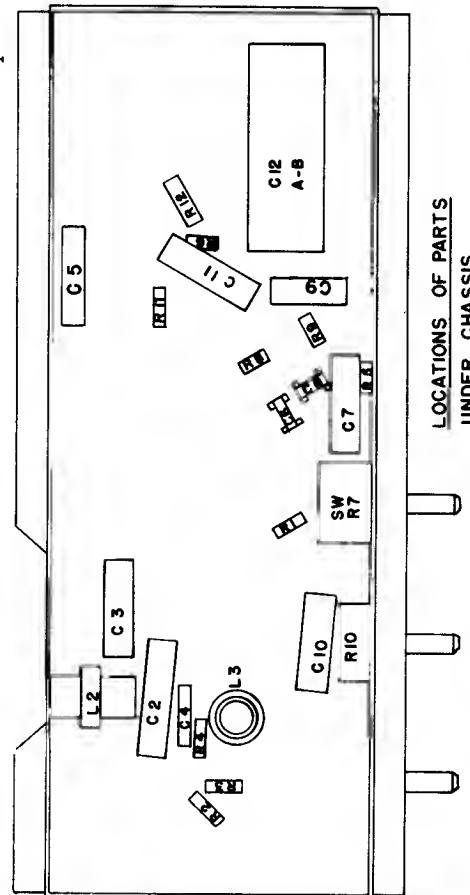 C5
C12
A-B
R12
C11
R11
C9
R9
R8
C7
SW
R7
R1
C3
L2
C2
C4
R4
L3
C10
R10
R3
R2
LOCATIONS OF PARTS
UNDER CHASSIS